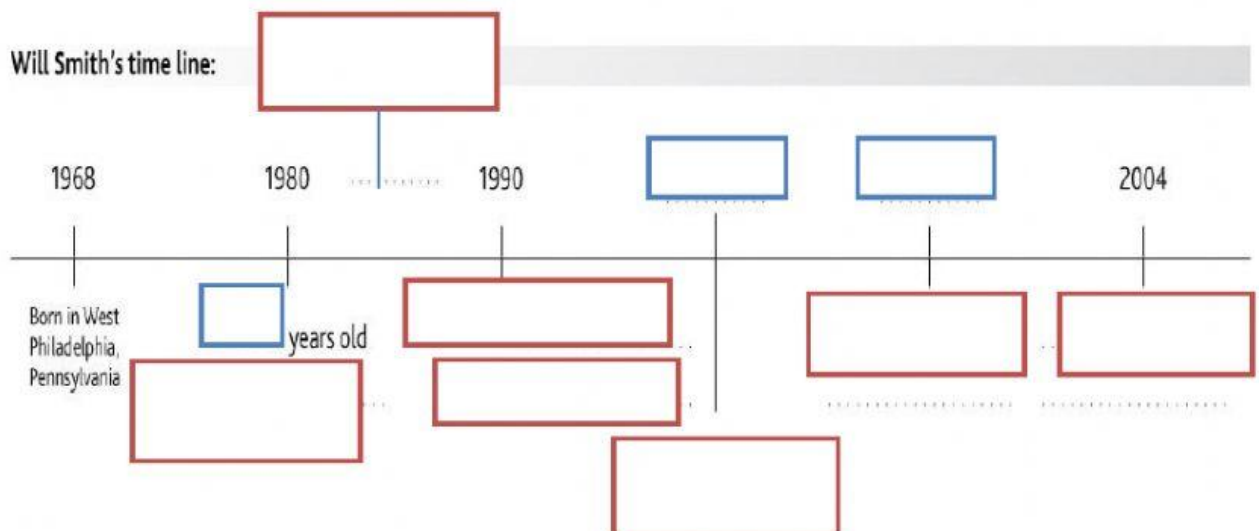 Will Smith's time line:
1968
1980
1990
2004
Born in West
Philadelphia,
Pennsylvania
years old